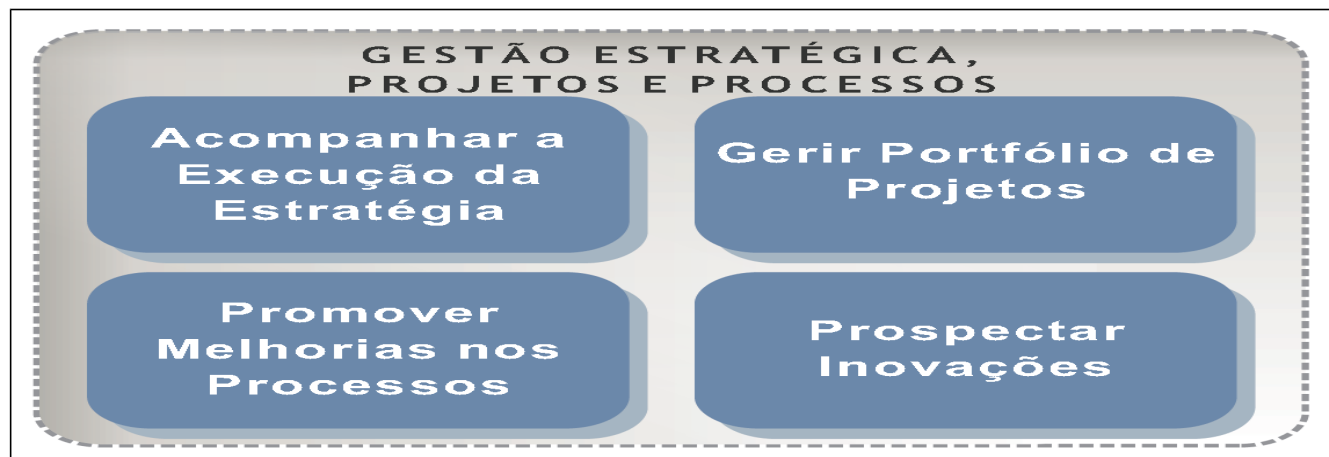 GESTÃO ESTRATÉGICA,
PROJETOS E PROCESSOS
Acompanhar a
Execução da
Estratégia
Gerir Portfólio de
Projetos
Promover
Melhorias nos
Processos
Prospectar
Inovações